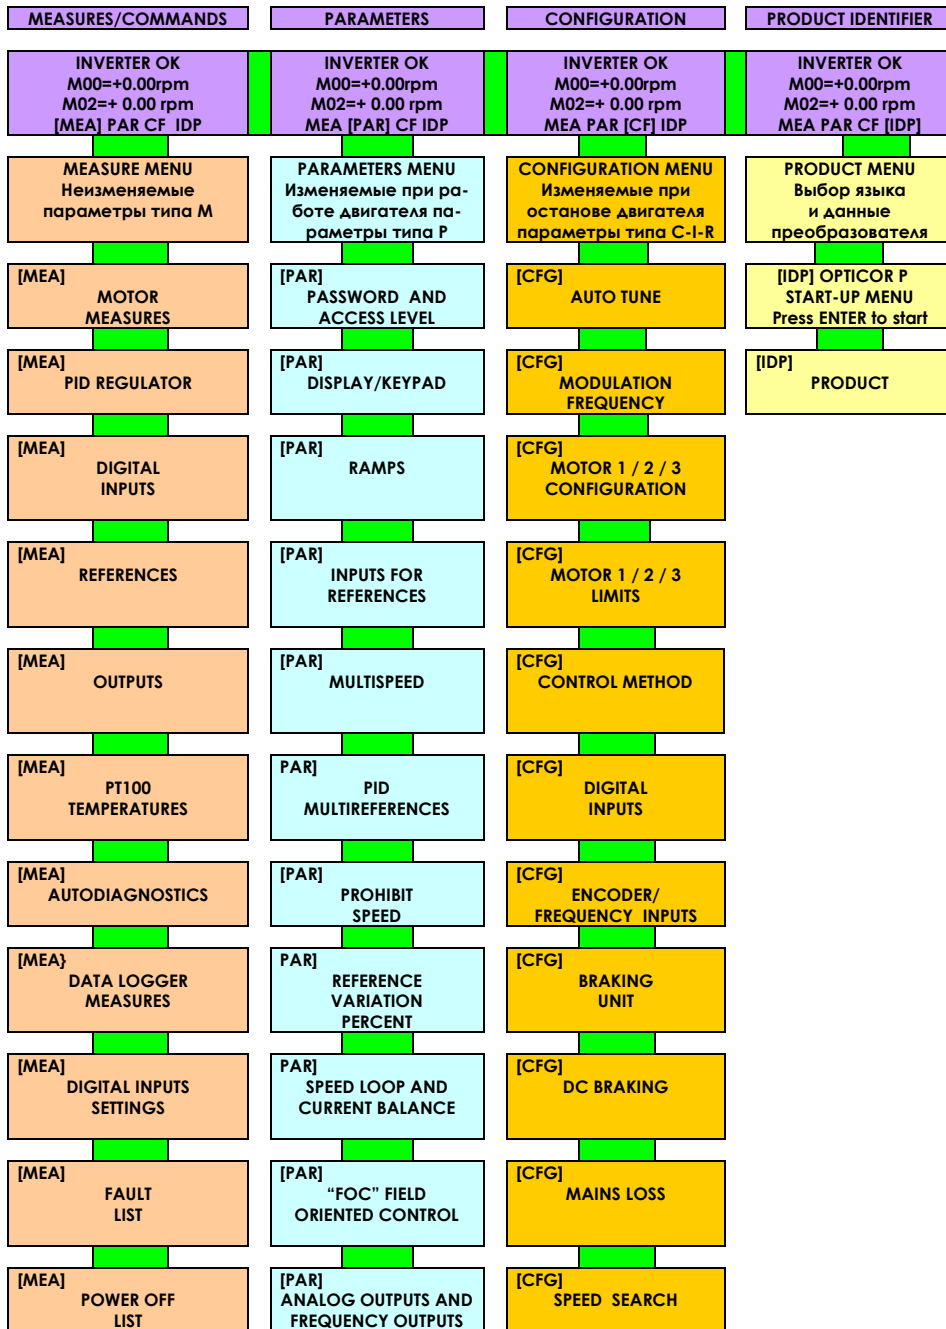 MEASURES/COMMANDS
INVERTER OK
M00=+0.00rpm
M02=+ 0.00 rpm
[MEA] PAR CF IDP
MEASURE MENU
Неизменяемые
параметры типа М
[MEA]
MOTOR
MEASURES
[MEA]
PID REGULATOR
[MEA]
DIGITAL
INPUTS
[MEA]
REFERENCES
[MEA]
OUTPUTS
[MEA]
PT100
TEMPERATURES
[MEA]
AUTODIAGNOSTICS
[MEA}
DATA LOGGER
MEASURES
[MEA]
DIGITAL INPUTS
SETTINGS
[MEA]
FAULT
LIST
[MEA]
POWER OFF
LIST
PARAMETERS
INVERTER OK
M00=+0.00rpm
M02=+ 0.00 rpm
MEA [PAR] CF IDP
PARAMETERS MENU
Изменяемые при ра-
боте двигателя па-
раметры типа P
[PAR]
PASSWORD AND
ACCESS LEVEL
[PAR]
DISPLAY/KEYPAD
[PAR]
RAMPS
[PAR]
INPUTS FOR
REFERENCES
[PAR]
MULTISPEED
PAR]
PID
MULTIREFERENCES
[PAR]
PROHIBIT
SPEED
PAR]
REFERENCE
VARIATION
PERCENT
PAR]
SPEED LOOP AND
CURRENT BALANCE
[PAR]
“FOC” FIELD
ORIENTED CONTROL
[PAR]
ANALOG OUTPUTS AND
FREQUENCY OUTPUTS
CONFIGURATION
INVERTER OK
M00=+0.00rpm
M02=+ 0.00 rpm
MEA PAR [CF] IDP
CONFIGURATION MENU
Изменяемые при
останове двигателя
параметры типа C-I-R
[CFG]
AUTO TUNE
[CFG]
MODULATION
FREQUENCY
[CFG]
MOTOR 1 / 2 / 3
CONFIGURATION
[CFG]
MOTOR 1 / 2 / 3
LIMITS
[CFG]
CONTROL METHOD
[CFG]
DIGITAL
INPUTS
[CFG]
ENCODER/
FREQUENCY INPUTS
[CFG]
BRAKING
UNIT
[CFG]
DC BRAKING
[CFG]
MAINS LOSS
[CFG]
SPEED SEARCH
PRODUCT IDENTIFIER
INVERTER OK
M00=+0.00rpm
M02=+ 0.00 rpm
MEA PAR CF [IDP]
PRODUCT MENU
Выбор языка
и данные
преобразователя
[IDP] OPTICOR P
START-UP MENU
Press ENTER to start
[IDP]
PRODUCT